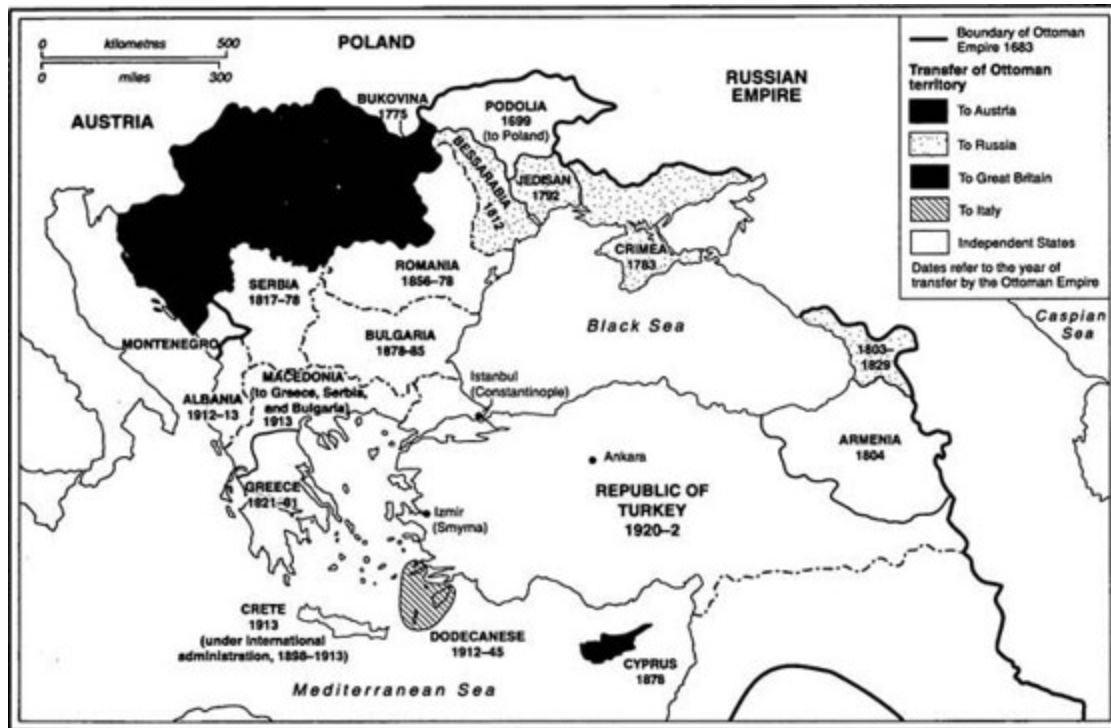 0 kilometres 500
0 miles 300
POLAND
AUSTRIA
RUSSIAN
EMPIRE
BUKOVINA
1775
PODOLIA
1699
(to Poland)
BESSARABIA
1812
JEDISAN
1792
CRIMEA
1783
ROMANIA
1856–78
SERBIA
1817–78
MONTENEGRO
BULGARIA
1878–85
Black Sea
Caspian
Sea
1803–
1829
ALBANIA
1912–13
MACEDONIA
(to Greece, Serbia,
and Bulgaria)
1913
Istanbul
(Constantinople)
ARMENIA
1804
Ankara
REPUBLIC OF
TURKEY
1920–2
GREECE
1821–81
Izmir
(Smyrna)
CRETE
1913
(under international
administration, 1898–1913)
DODECANESE
1912–45
CYPRUS
1878
Mediterranean Sea
Boundary of Ottoman
Empire 1683
Transfer of Ottoman
territory
To Austria
To Russia
To Great Britain
To Italy
Independent States
Dates refer to the year of
transfer by the Ottoman Empire